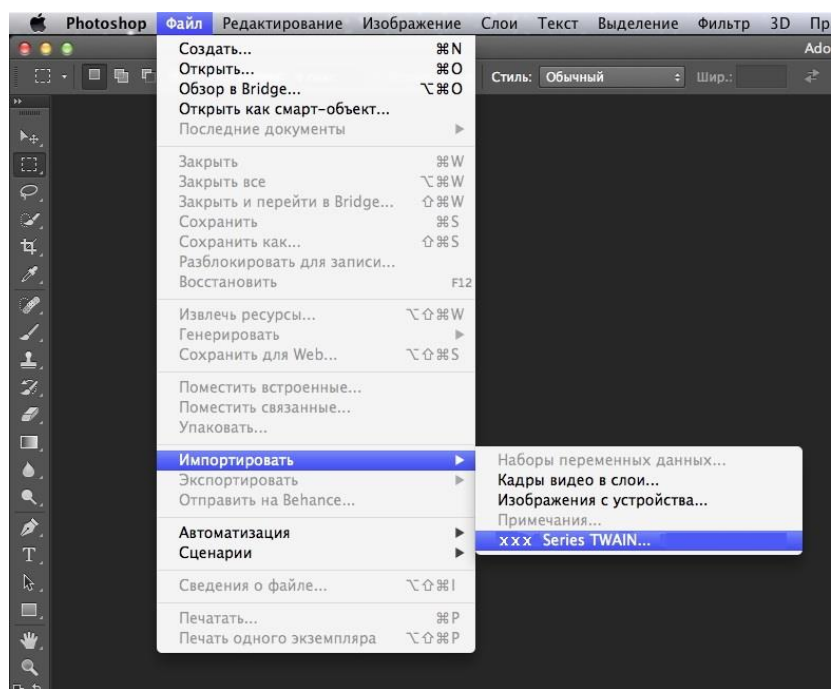 Photoshop Файл Редактирование Изображение Слои Текст Выделение Фильтр 3D Пр
Ado
Стиль: Обычный Шир.:
Создать... ⌘N
Открыть... ⌘O
Обзор в Bridge... ⌥⌘O
Открыть как смарт-объект...
Последние документы
Закрыть ⌘W
Закрыть все ⌥⌘W
Закрыть и перейти в Bridge... ⇧⌘W
Сохранить ⌘S
Сохранить как... ⇧⌘S
Разблокировать для записи...
Восстановить F12
Извлечь ресурсы... ⌥⇧⌘W
Генерировать
Сохранить для Web... ⌥⇧⌘S
Поместить встроенные...
Поместить связанные...
Упаковать...
Импортировать
Экспортировать
Отправить на Behance...
Автоматизация
Сценарии
Сведения о файле... ⌥⇧⌘I
Печатать... ⌘P
Печать одного экземпляра ⌥⇧⌘P
Наборы переменных данных...
Кадры видео в слои...
Изображения с устройства...
Примечания...
xxx Series TWAIN...